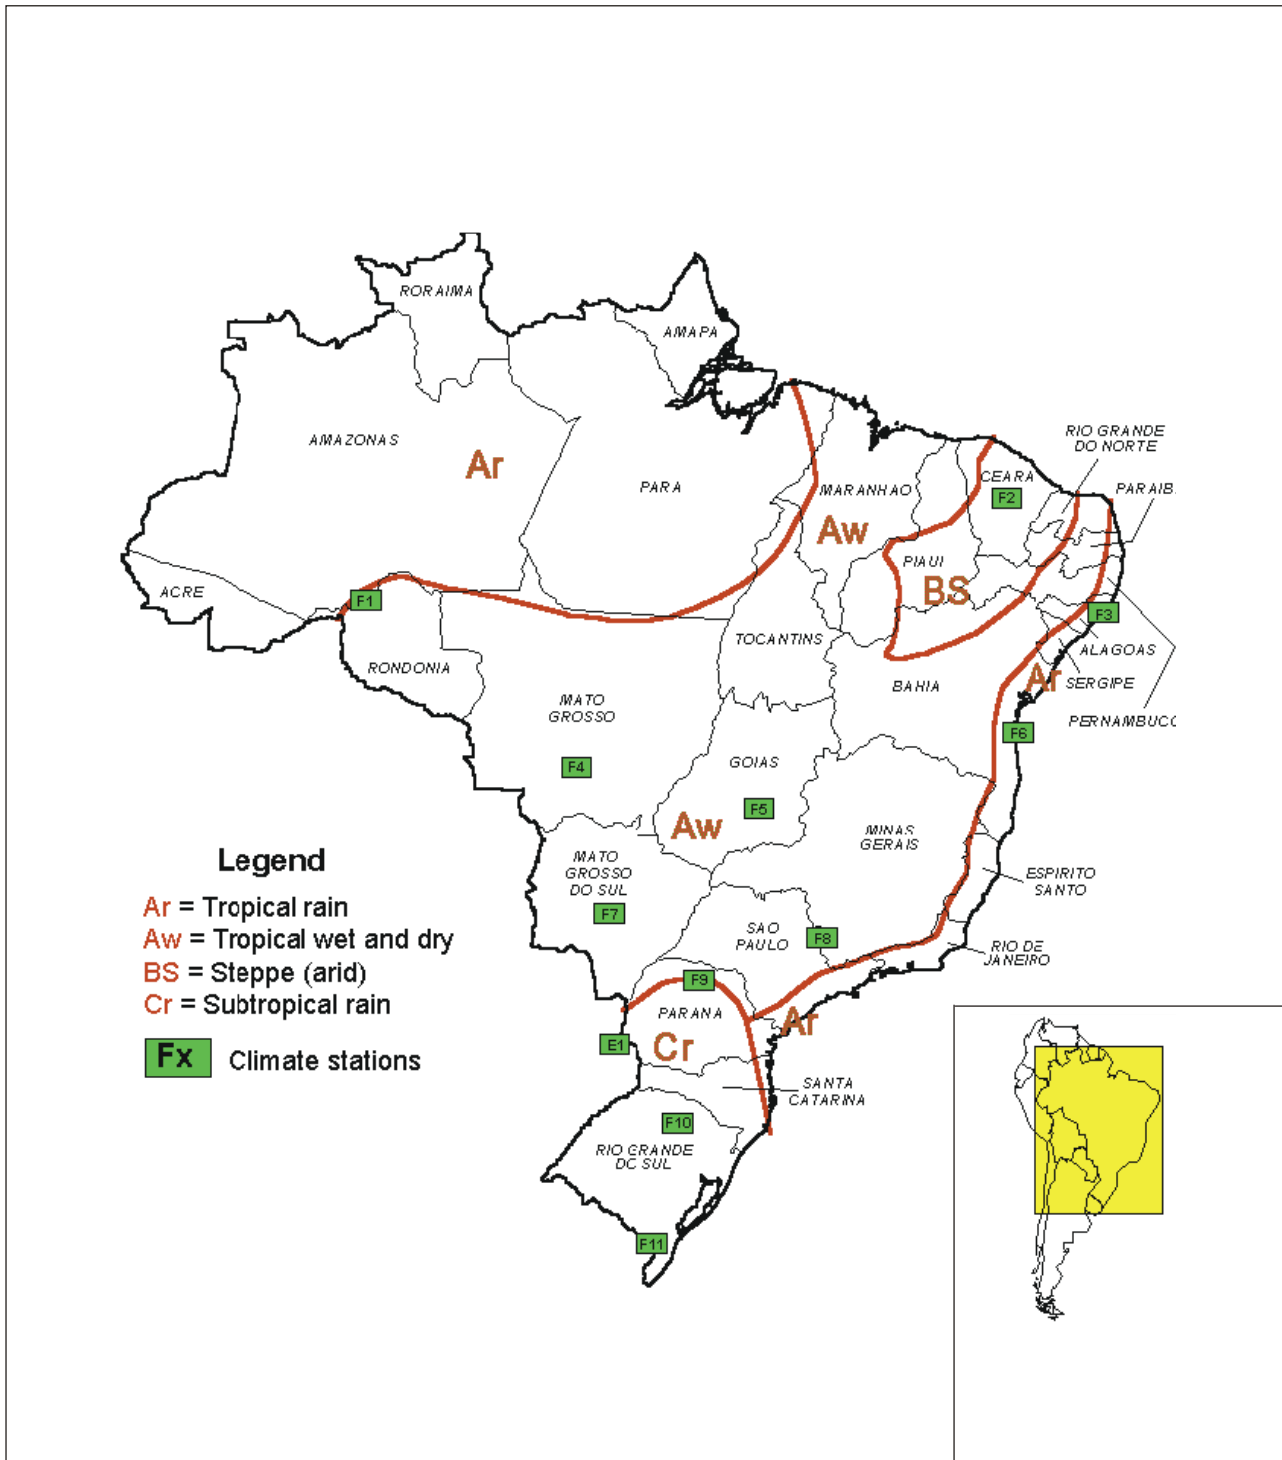 RORAIMA
AMAPA
AMAZONAS
Ar
PARA
MARANHAO
CEARA
F2
RIO GRANDE
DO NORTE
PARAIB
Aw
PIAUI
BS
ACRE
F1
F3
TOCANTINS
ALAGOAS
RONDONIA
BAHIA
Ar
SERGIPE
PERNAMBUCO
MATO
GROSSO
F4
GOIAS
F5
F6
Aw
MINAS
GERAIS
MATO
GROSSO
DO SUL
F7
ESPIRITO
SANTO
SAO
PAULO
F8
RIO DE
JANEIRO
F9
PARANA
Ar
E1
Cr
SANTA
CATARINA
F10
RIO GRANDE
DC SUL
F11
Legend
Ar = Tropical rain
Aw = Tropical wet and dry
BS = Steppe (arid)
Cr = Subtropical rain
Fx Climate stations